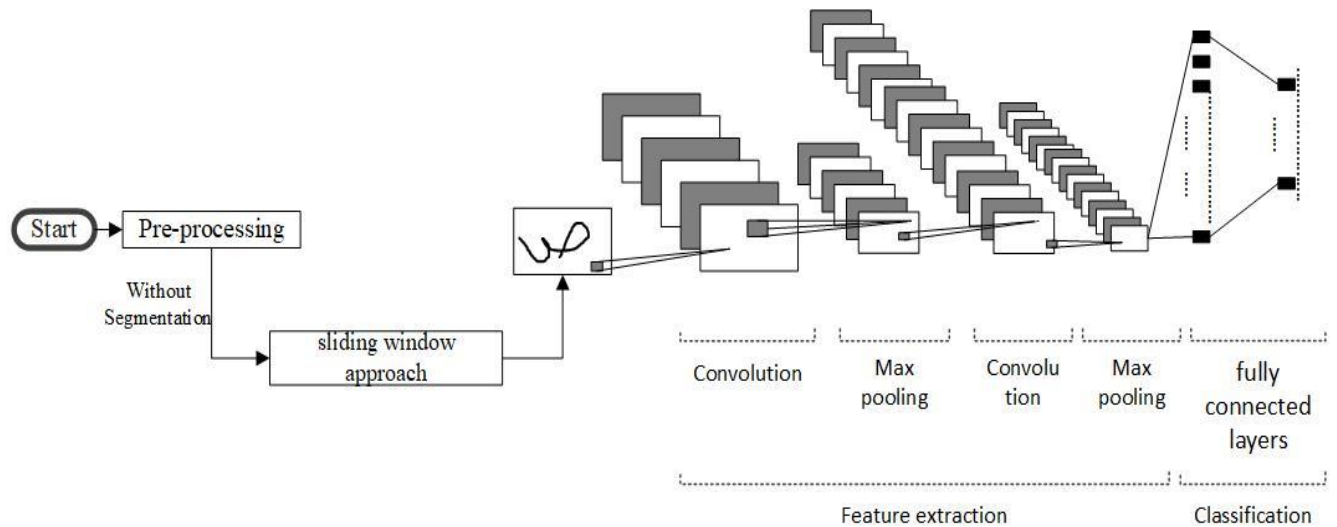 Start
Pre-processing
Without
Segmentation
sliding window
approach
Convolution
Max
pooling
Convolu
tion
Max
pooling
fully
connected
layers
Feature extraction
Classification